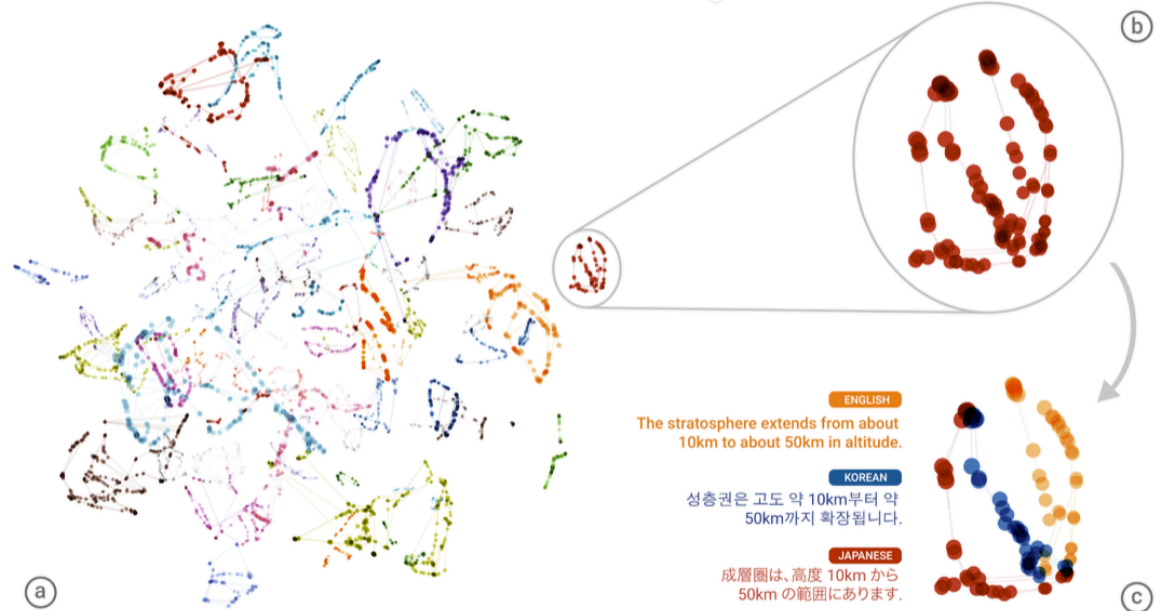 b
ENGLISH
The stratosphere extends from about
10km to about 50km in altitude.
KOREAN
성층권은 고도 약 10km부터 약
50km까지 확장됩니다.
JAPANESE
成層圏は、高度 10km から
50km の範囲にあります。
a
c